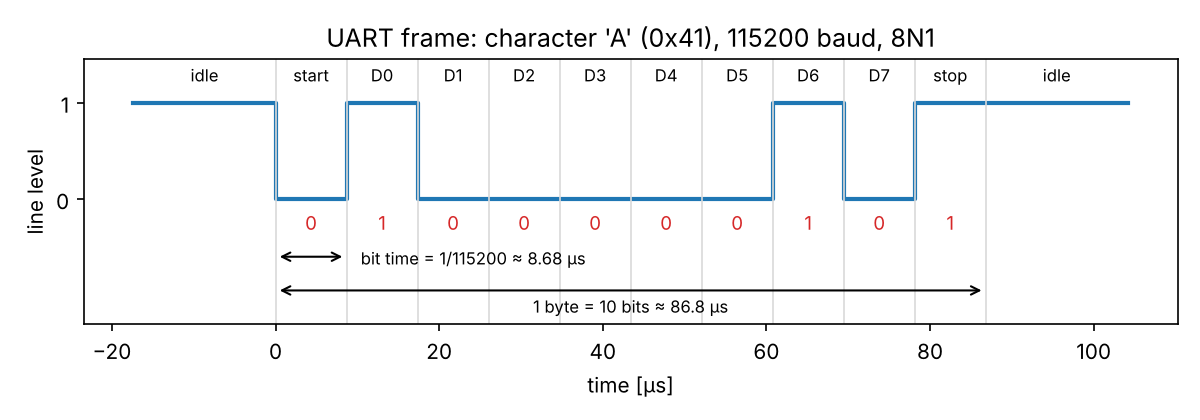 UART frame: character 'A' (0x41), 115200 baud, 8N1
idle start D0 D1 D2 D3 D4 D5 D6 D7 stop idle
1
0
line level
0 1 0 0 0 0 0 1 0 1
bit time = 1/115200 ≈ 8.68 µs
1 byte = 10 bits ≈ 86.8 µs
−20 0 20 40 60 80 100
time [µs]